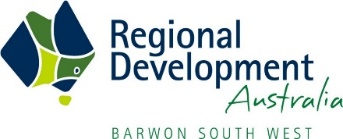 Regional
Development
Australia
BARWON SOUTH WEST